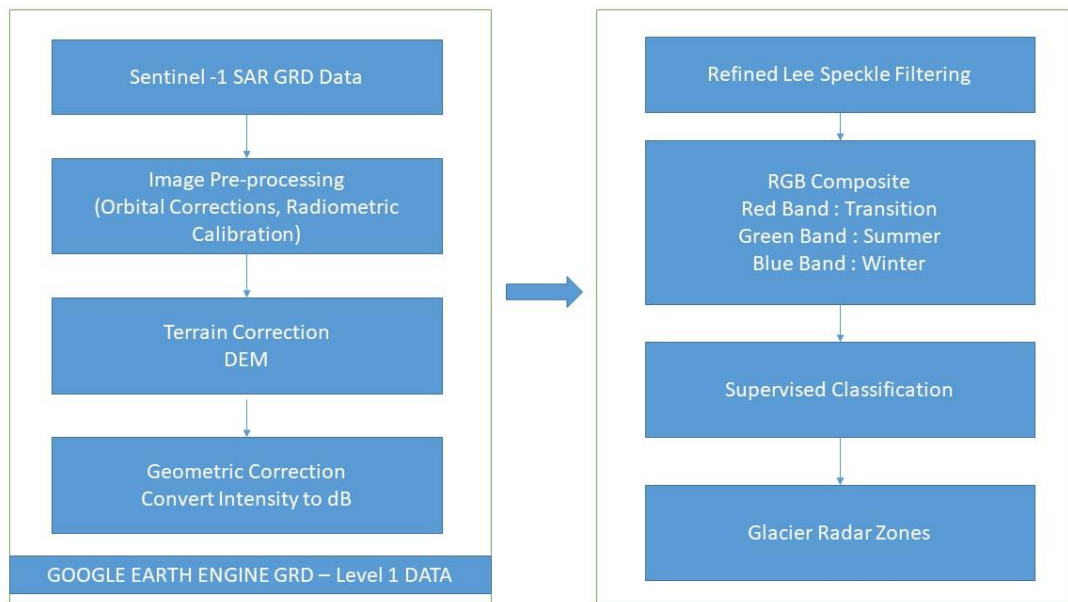 Sentinel -1 SAR GRD Data
Image Pre-processing
(Orbital Corrections, Radiometric
Calibration)
Terrain Correction
DEM
Geometric Correction
Convert Intensity to dB
GOOGLE EARTH ENGINE GRD – Level 1 DATA
Refined Lee Speckle Filtering
RGB Composite
Red Band : Transition
Green Band : Summer
Blue Band : Winter
Supervised Classification
Glacier Radar Zones